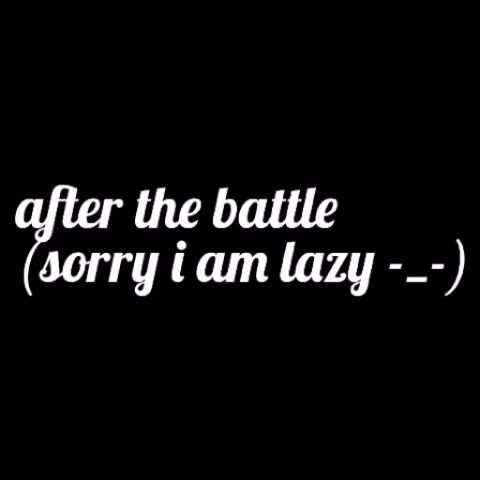 after the battle
(sorry i am lazy -_-)